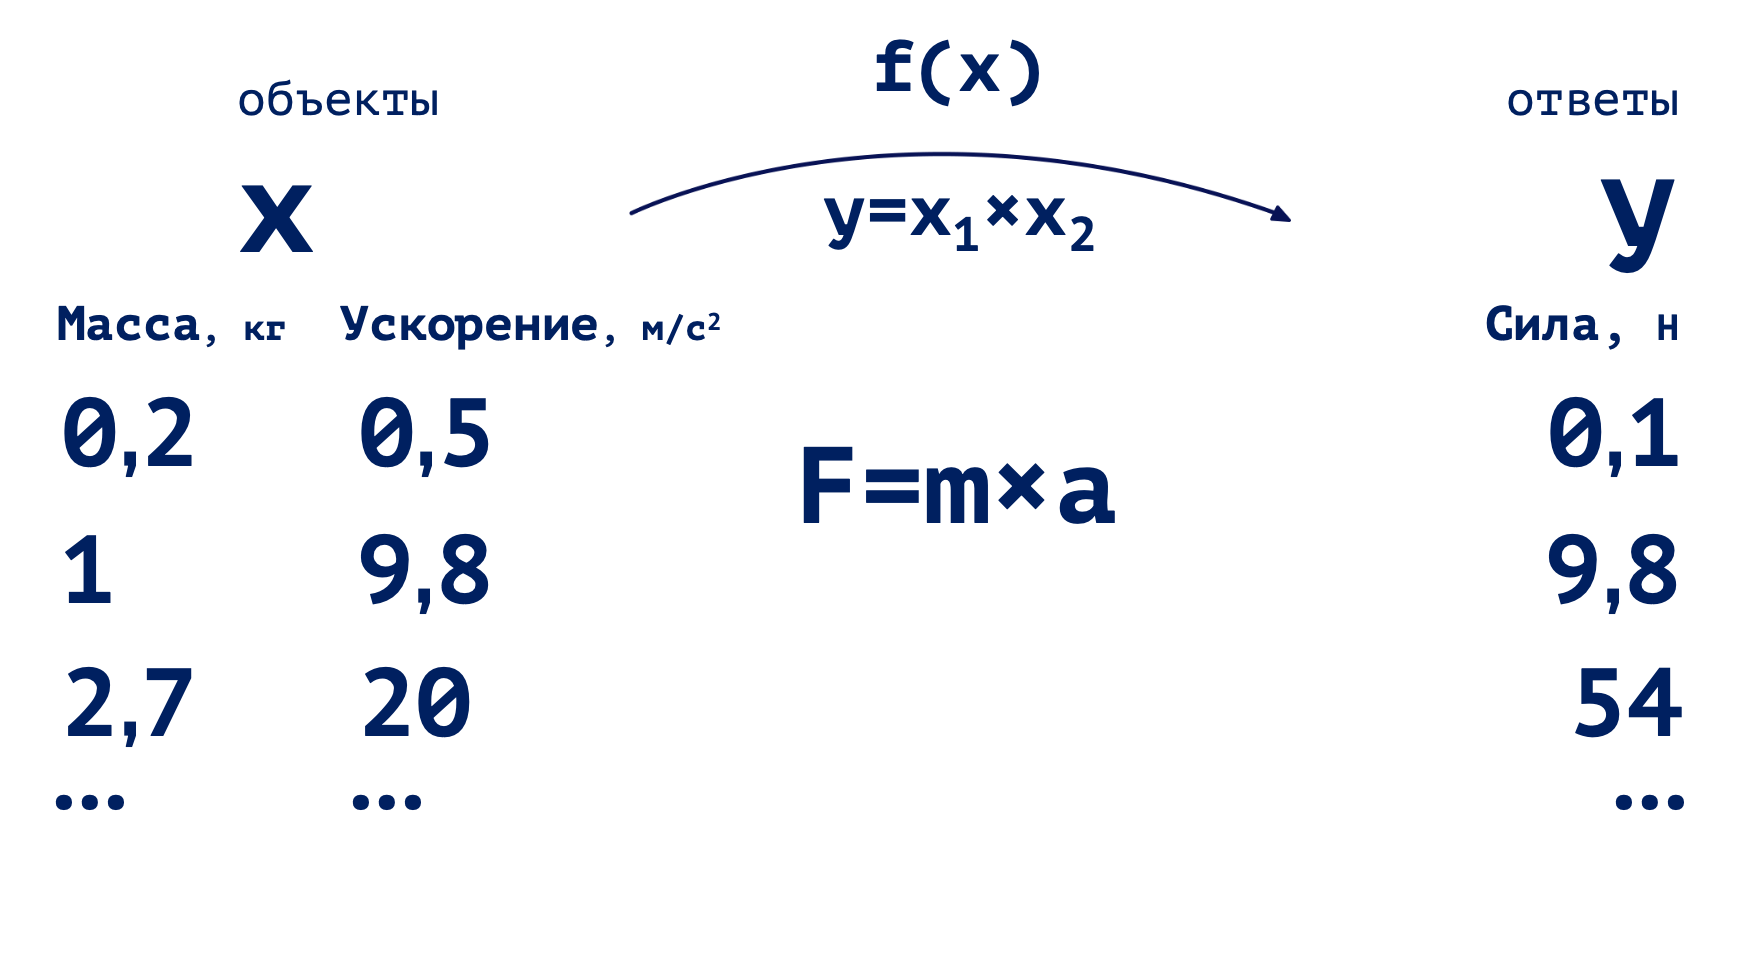 f(x)
объекты ответы
x y
y=x₁×x₂
Масса, кг Ускорение, м/с² Сила, Н
0,2 0,5 0,1
F=m×a
1 9,8 9,8
2,7 20 54
... ... ...